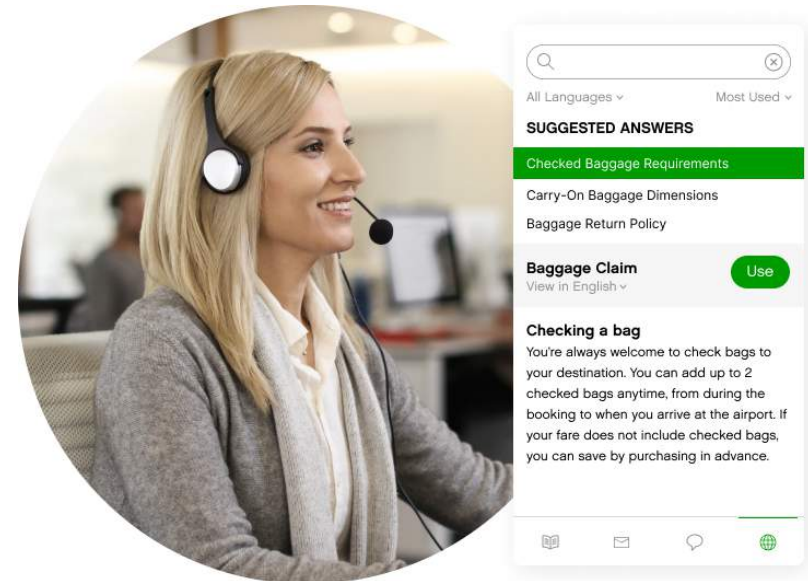 All Languages
Most Used
SUGGESTED ANSWERS
Checked Baggage Requirements
Carry-On Baggage Dimensions
Baggage Return Policy
Baggage Claim
Use
View in English
Checking a bag
You're always welcome to check bags to
your destination. You can add up to 2
checked bags anytime, from during the
booking to when you arrive at the airport. If
your fare does not include checked bags,
you can save by purchasing in advance.